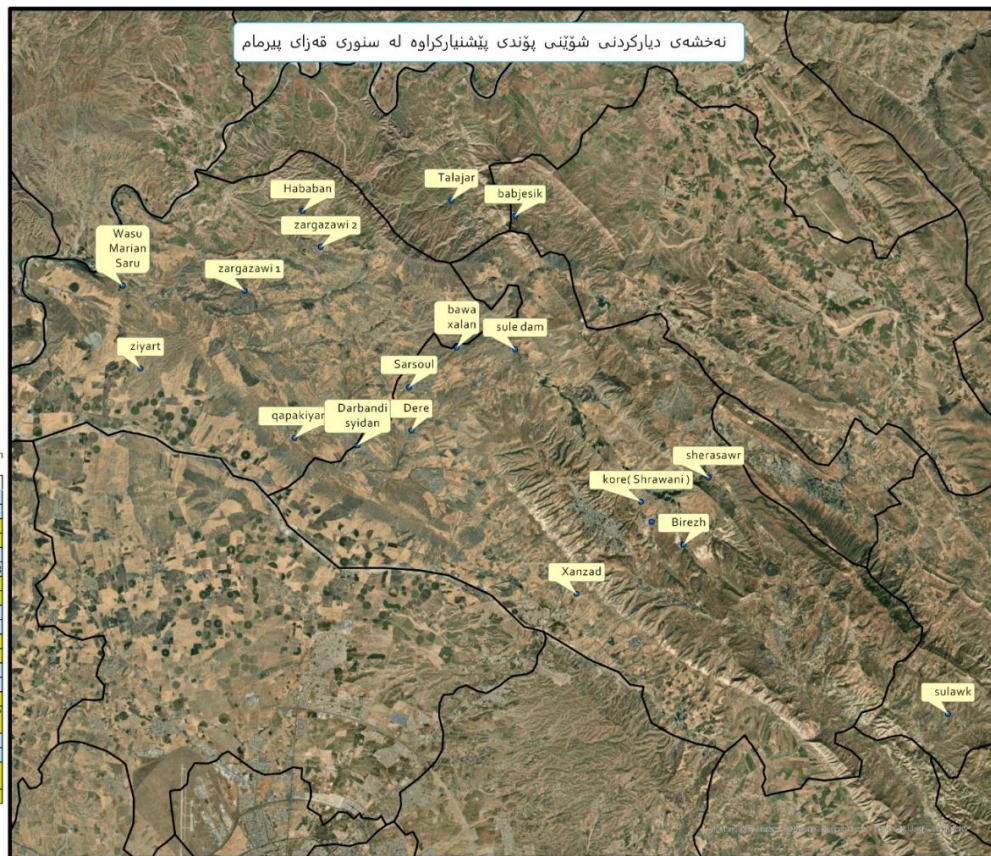 نەخشەی دیارکردنی شوێنی پۆندی پێشنیارکراوە لە سنوری قەزای پیرمام
Talajar
babjesik
Hababan
zargazawi 2
Wasu
Marian
Saru
zargazawi 1
bawa
xalan
sule dam
ziyart
Sarsoul
qapakiyan
Darbandi
syidan
Dere
sherasawr
kore( Shrawani )
Birezh
Xanzad
sulawk